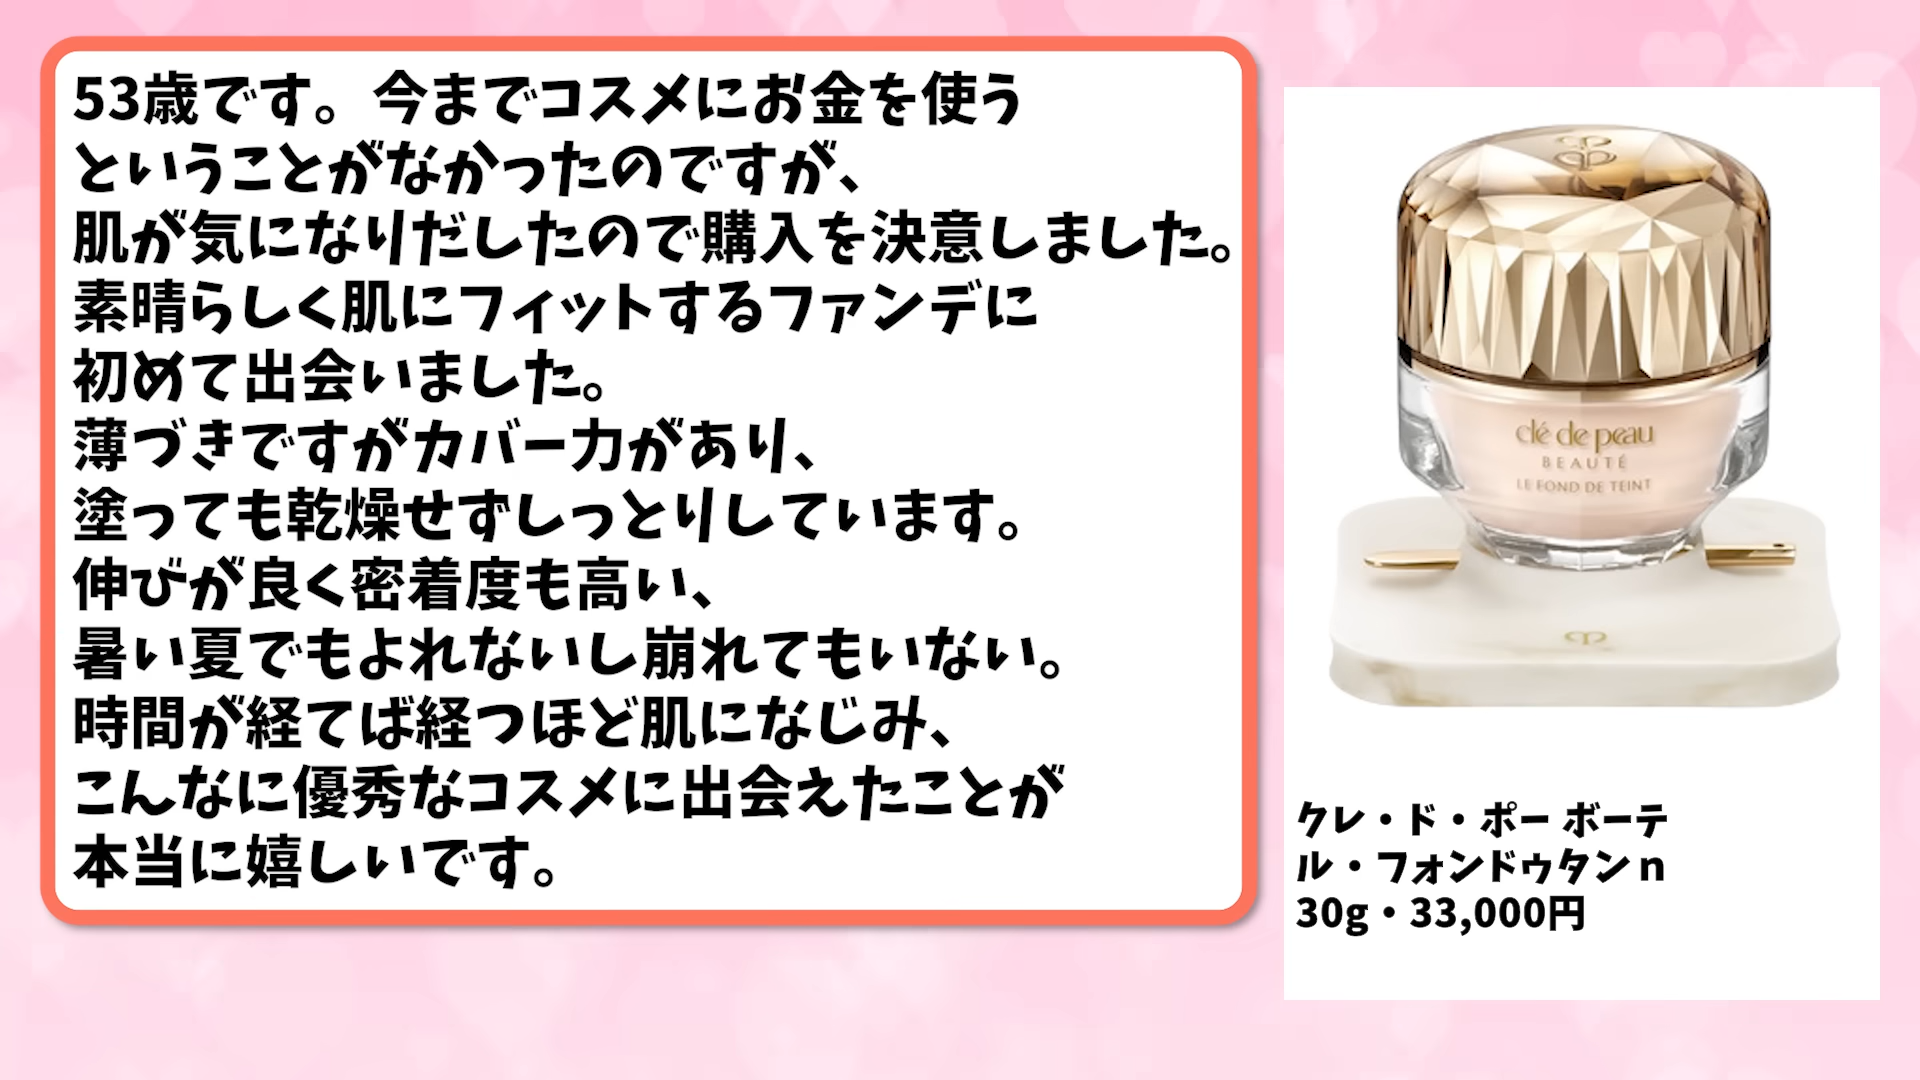 53歳です。今までコスメにお金を使う
ということがなかったのですが、
肌が気になりだしたので購入を決意しました。
素晴らしく肌にフィットするファンデに
初めて出会いました。
薄づきですがカバー力があり、
塗っても乾燥せずしっとりしています。
伸びが良く密着度も高い、
暑い夏でもよれないし崩れてもいない。
時間が経てば経つほど肌になじみ、
こんなに優秀なコスメに出会えたことが
本当に嬉しいです。
clé de peau
BEAUTÉ
LE FOND DE TEINT
クレ・ド・ポー ボーテ
ル・フォンドゥタンｎ
30g・33,000円